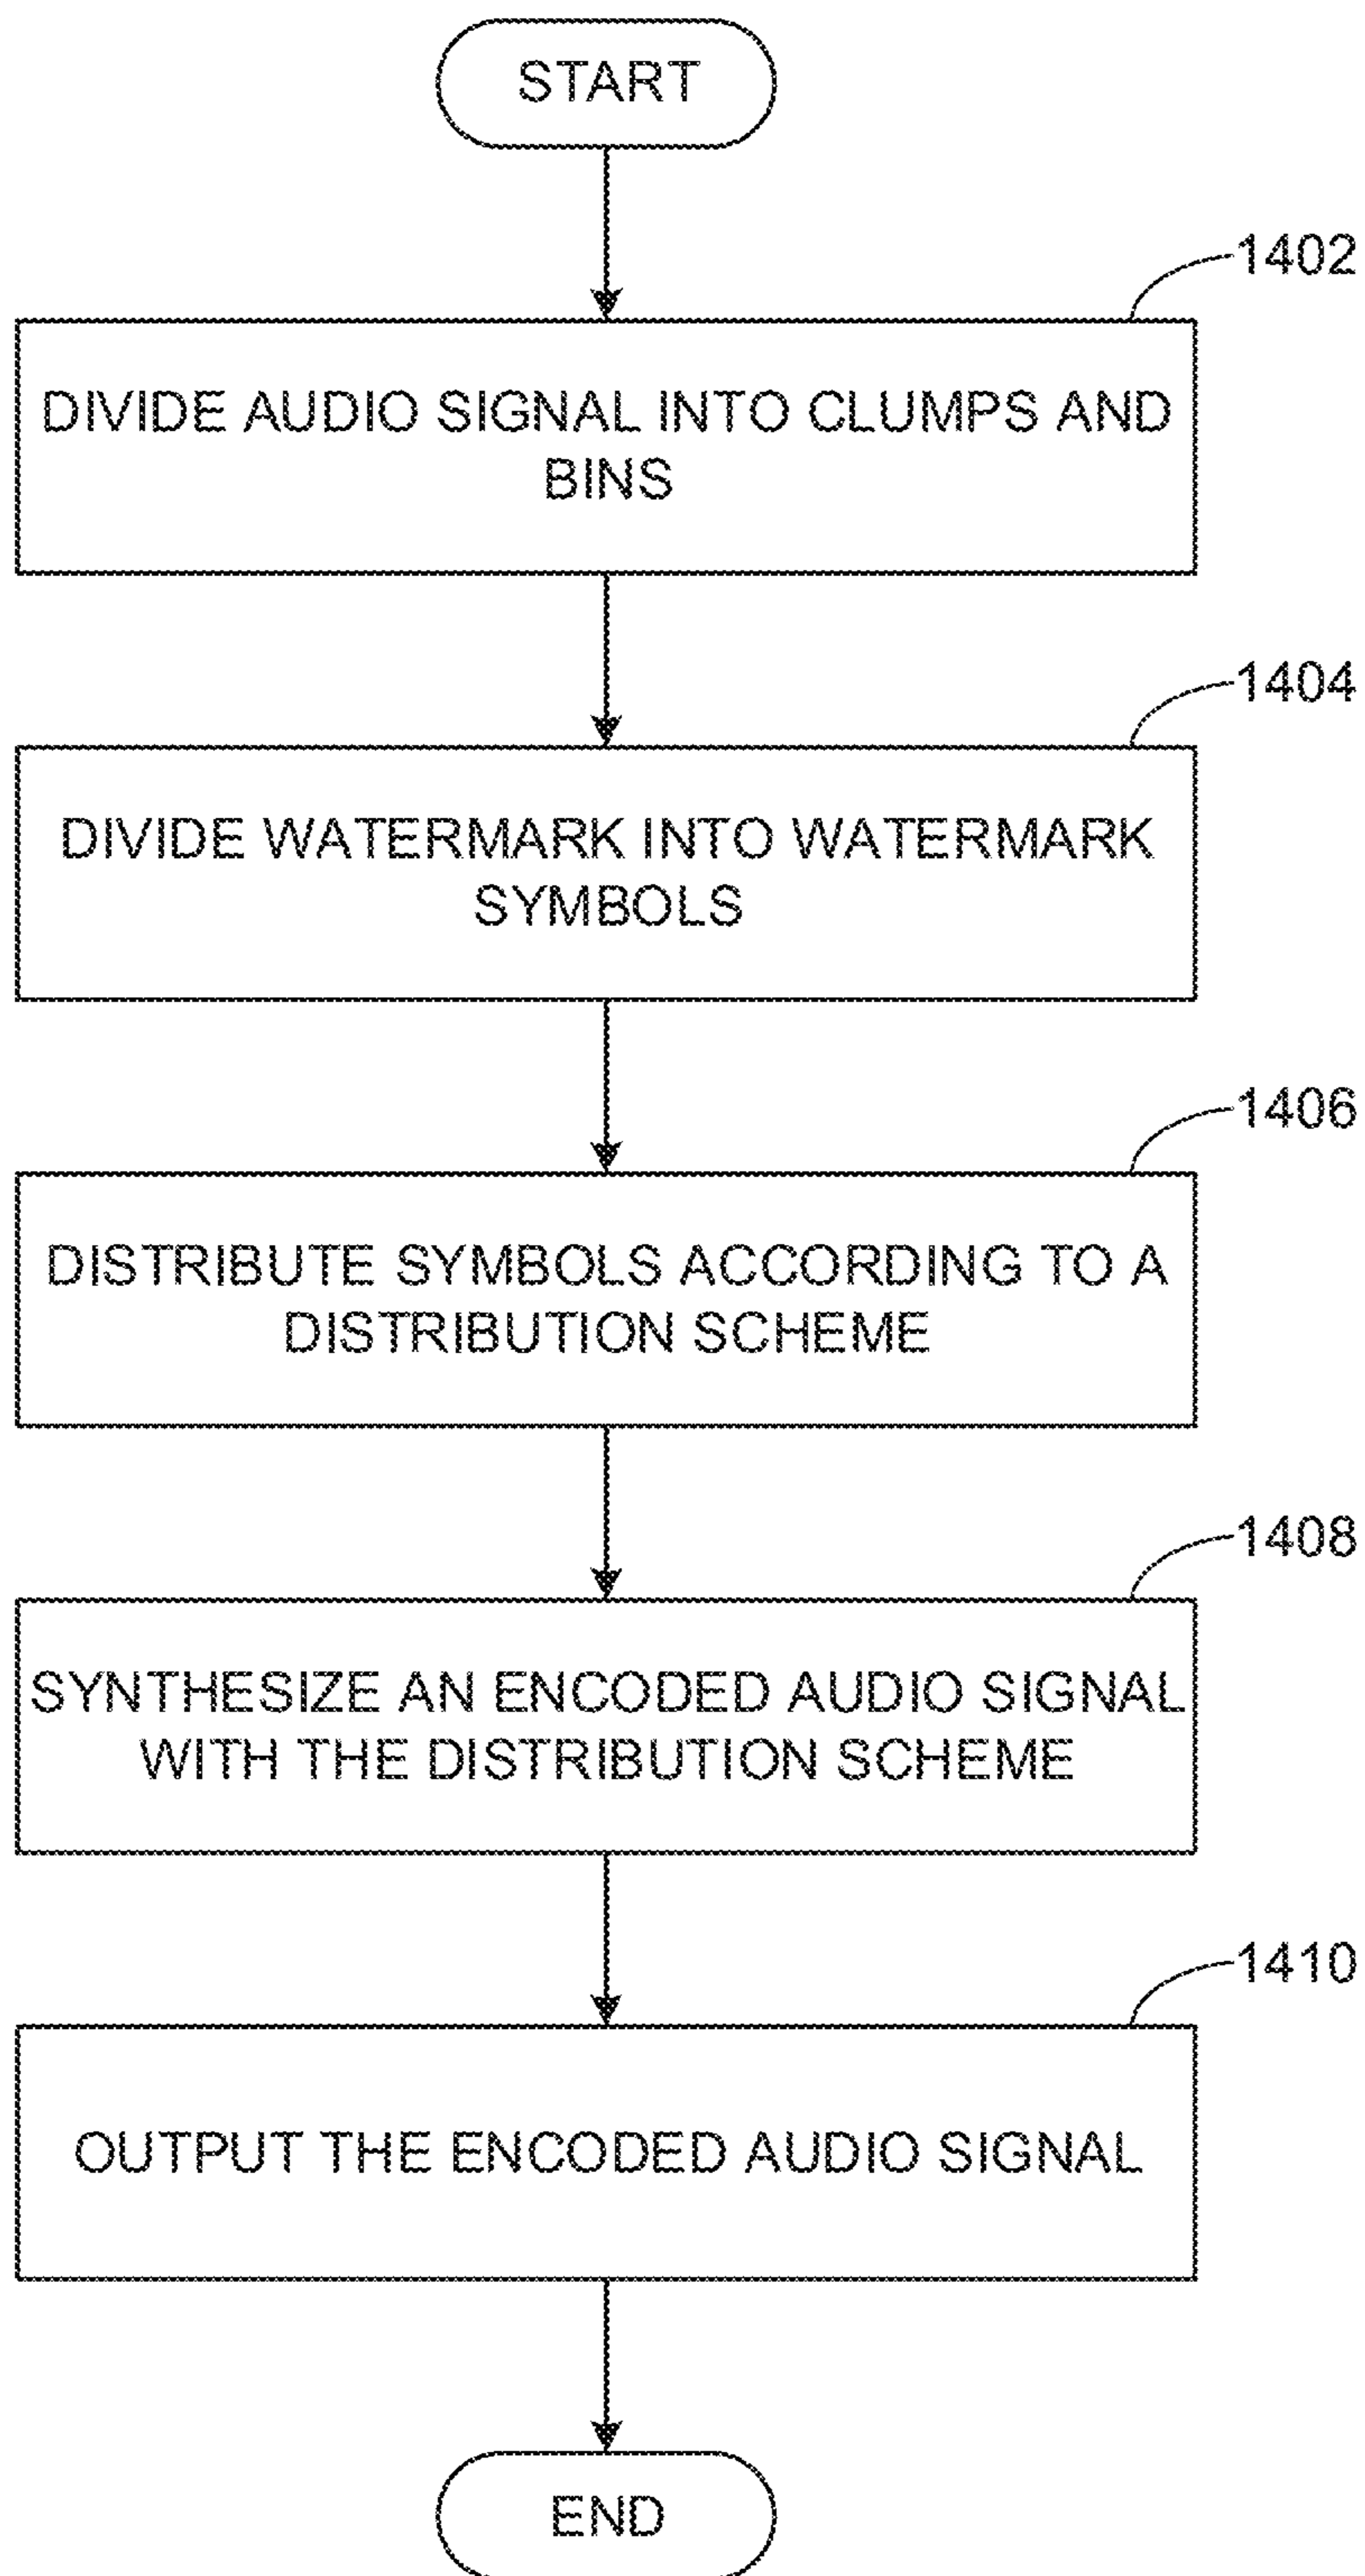 START
1402
DIVIDE AUDIO SIGNAL INTO CLUMPS AND
BINS
1404
DIVIDE WATERMARK INTO WATERMARK
SYMBOLS
1406
DISTRIBUTE SYMBOLS ACCORDING TO A
DISTRIBUTION SCHEME
1408
SYNTHESIZE AN ENCODED AUDIO SIGNAL
WITH THE DISTRIBUTION SCHEME
1410
OUTPUT THE ENCODED AUDIO SIGNAL
END